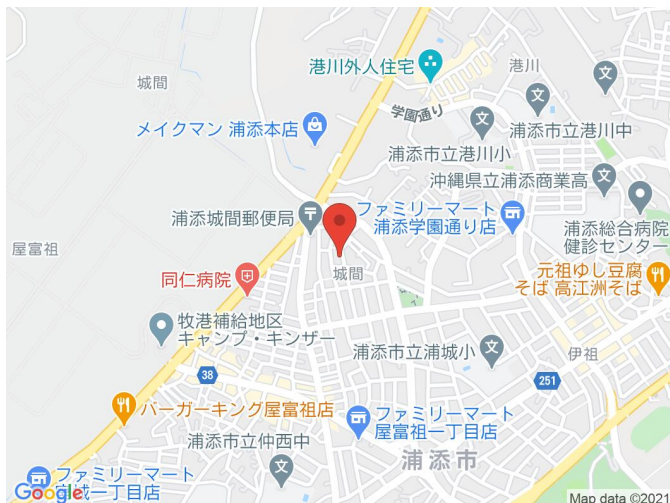 城間
港川外人住宅
港川
学園通り
メイクマン 浦添本店
浦添市立港川中
浦添市立港川小
沖縄県立浦添商業高
浦添城間郵便局
ファミリーマート
浦添学園通り店
浦添総合病院
健診センター
屋富祖
城間
同仁病院
元祖ゆし豆腐
そば 高江洲そば
牧港補給地区
キャンプ・キンザー
浦添市立浦城小
伊祖
38
251
バーガーキング屋富祖店
ファミリーマート
屋富祖一丁目店
浦添市立仲西中
浦添市
ファミリーマート
一丁目店
Google
Map data ©2021